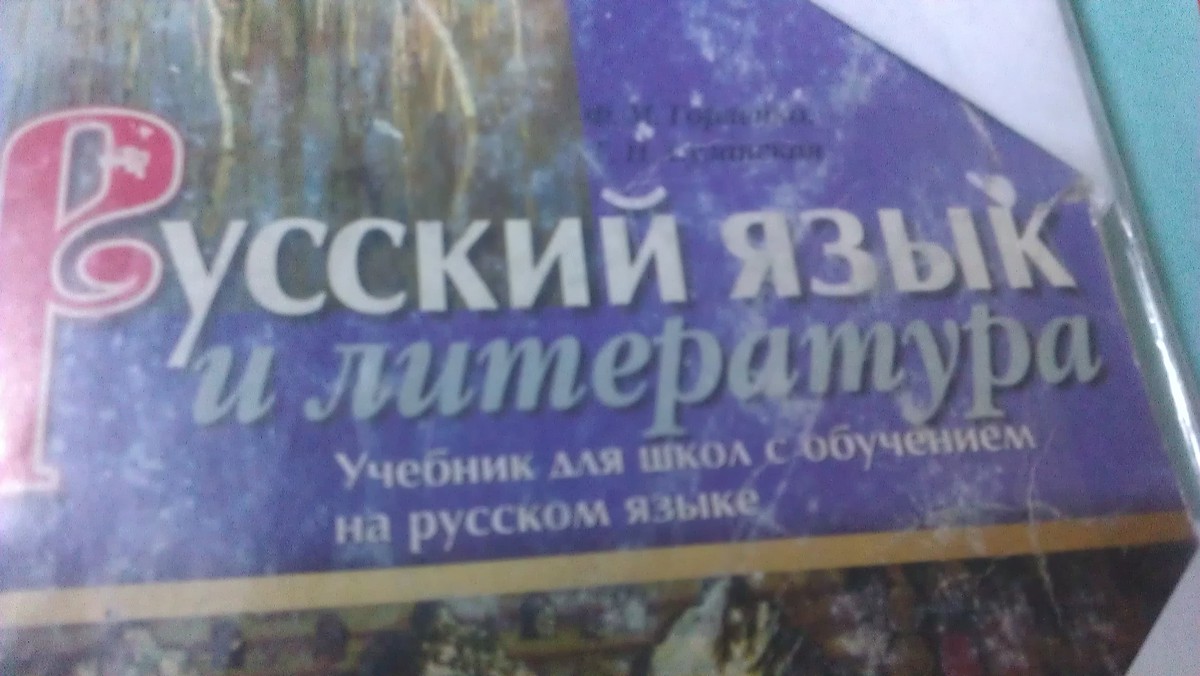 Русский язык
и литература
Учебник для школ с обучением
на русском языке